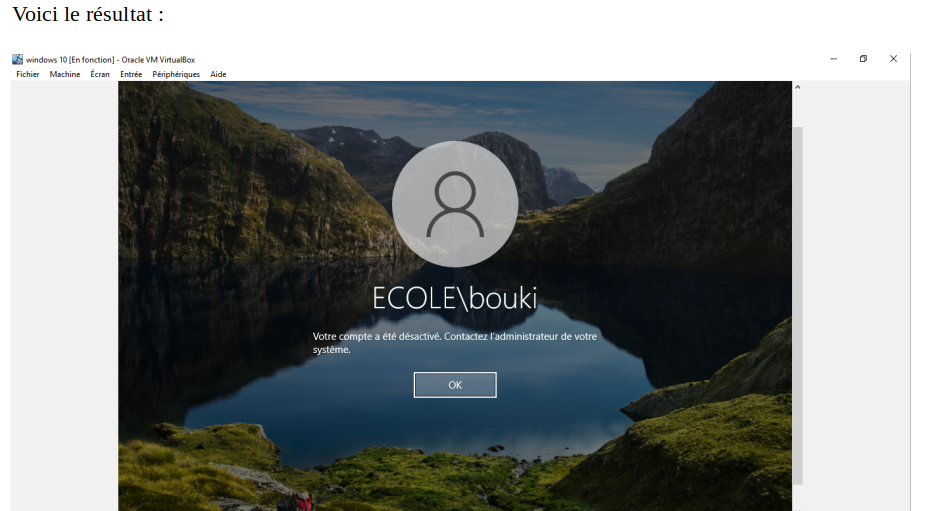 Voici le résultat :
windows 10 [En fonction] - Oracle VM VirtualBox
Fichier Machine Écran Entrée Périphériques Aide
ECOLE\bouki
Votre compte a été désactivé. Contactez l'administrateur de votre
système.
OK